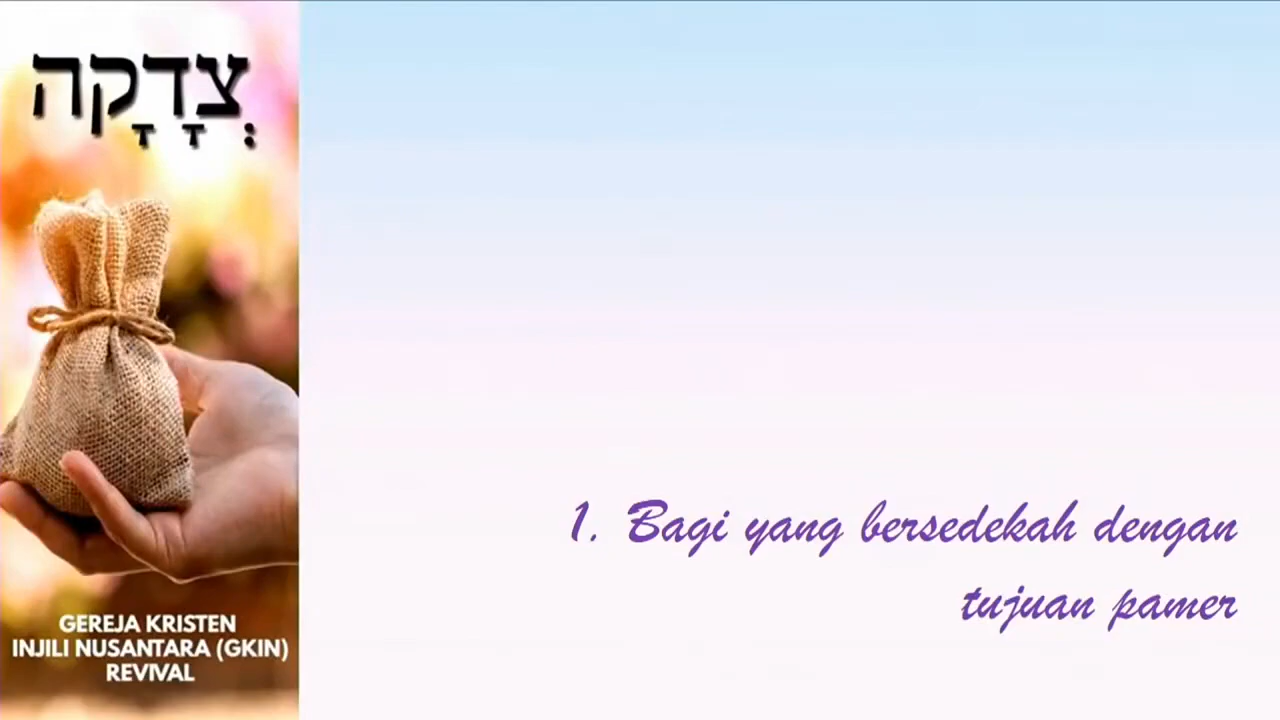 צְדָקָה
GEREJA KRISTEN
INJILI NUSANTARA (GKIN)
REVIVAL
1. Bagi yang bersedekah dengan
tujuan pamer